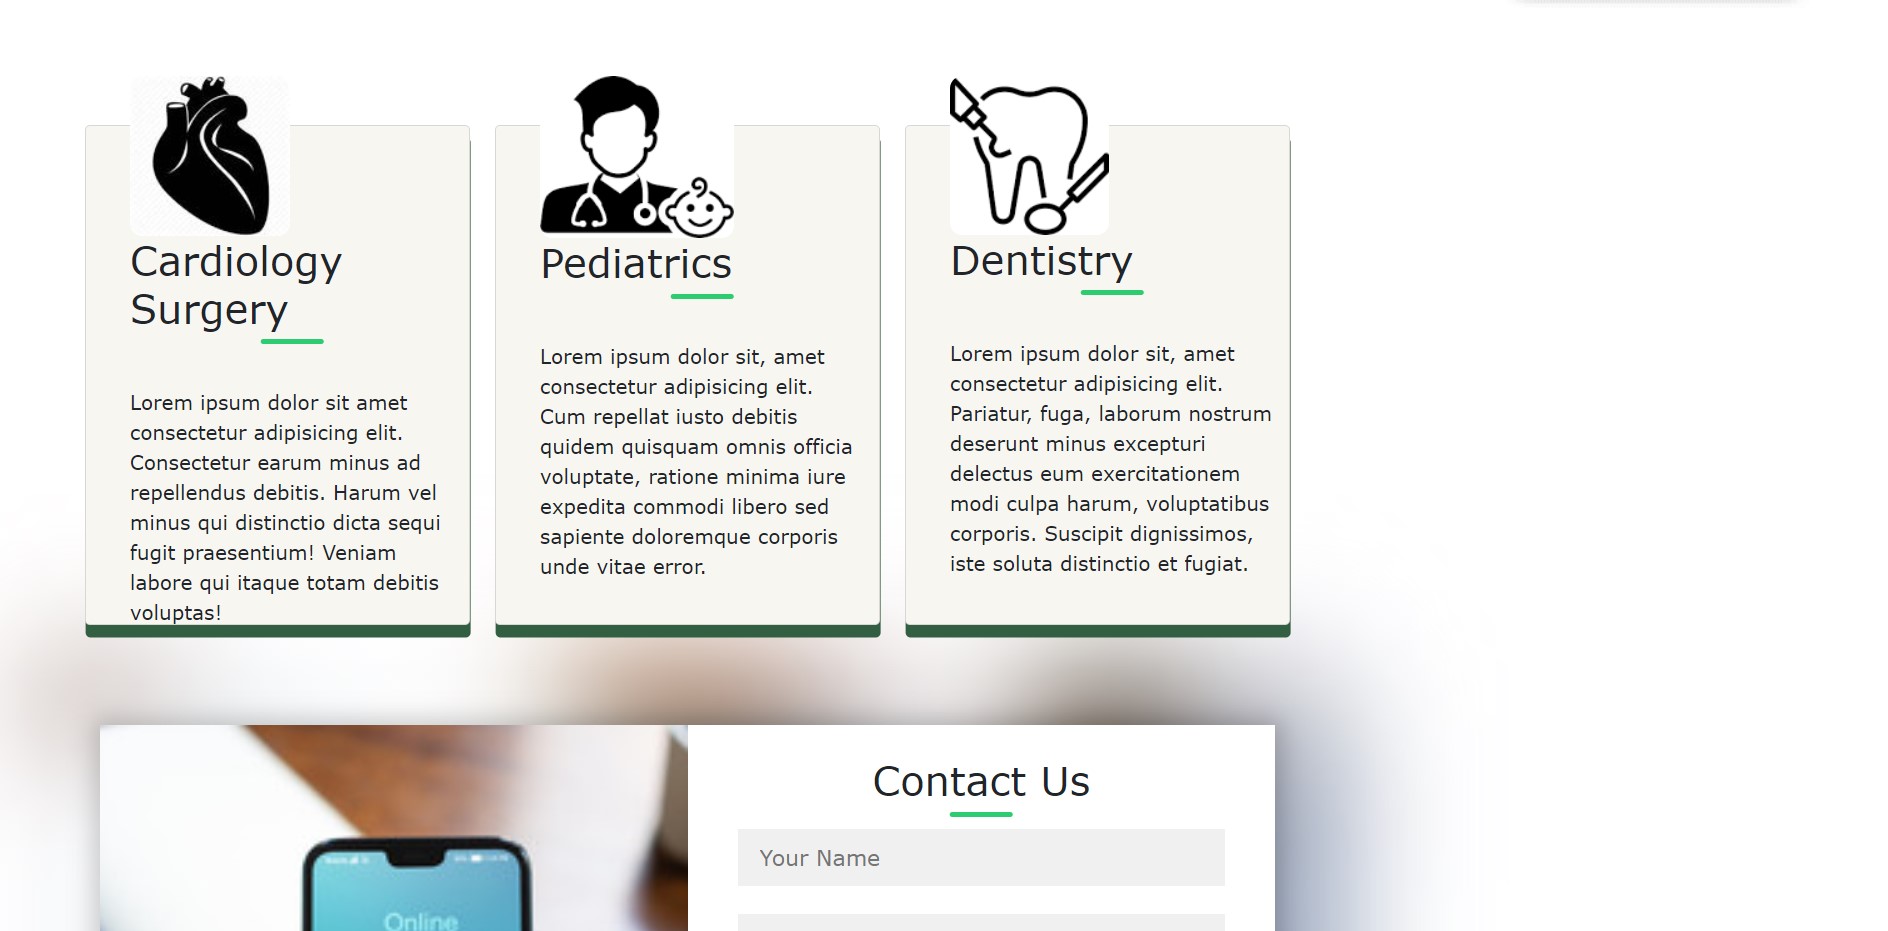 Cardiology
Surgery
Lorem ipsum dolor sit amet
consectetur adipisicing elit.
Consectetur earum minus ad
repellendus debitis. Harum vel
minus qui distinctio dicta sequi
fugit praesentium! Veniam
labore qui itaque totam debitis
voluptas!
Pediatrics
Lorem ipsum dolor sit, amet
consectetur adipisicing elit.
Cum repellat iusto debitis
quidem quisquam omnis officia
voluptate, ratione minima iure
expedita commodi libero sed
sapiente doloremque corporis
unde vitae error.
Dentistry
Lorem ipsum dolor sit, amet
consectetur adipisicing elit.
Pariatur, fuga, laborum nostrum
deserunt minus excepturi
delectus eum exercitationem
modi culpa harum, voluptatibus
corporis. Suscipit dignissimos,
iste soluta distinctio et fugiat.
Online
Contact Us
Your Name